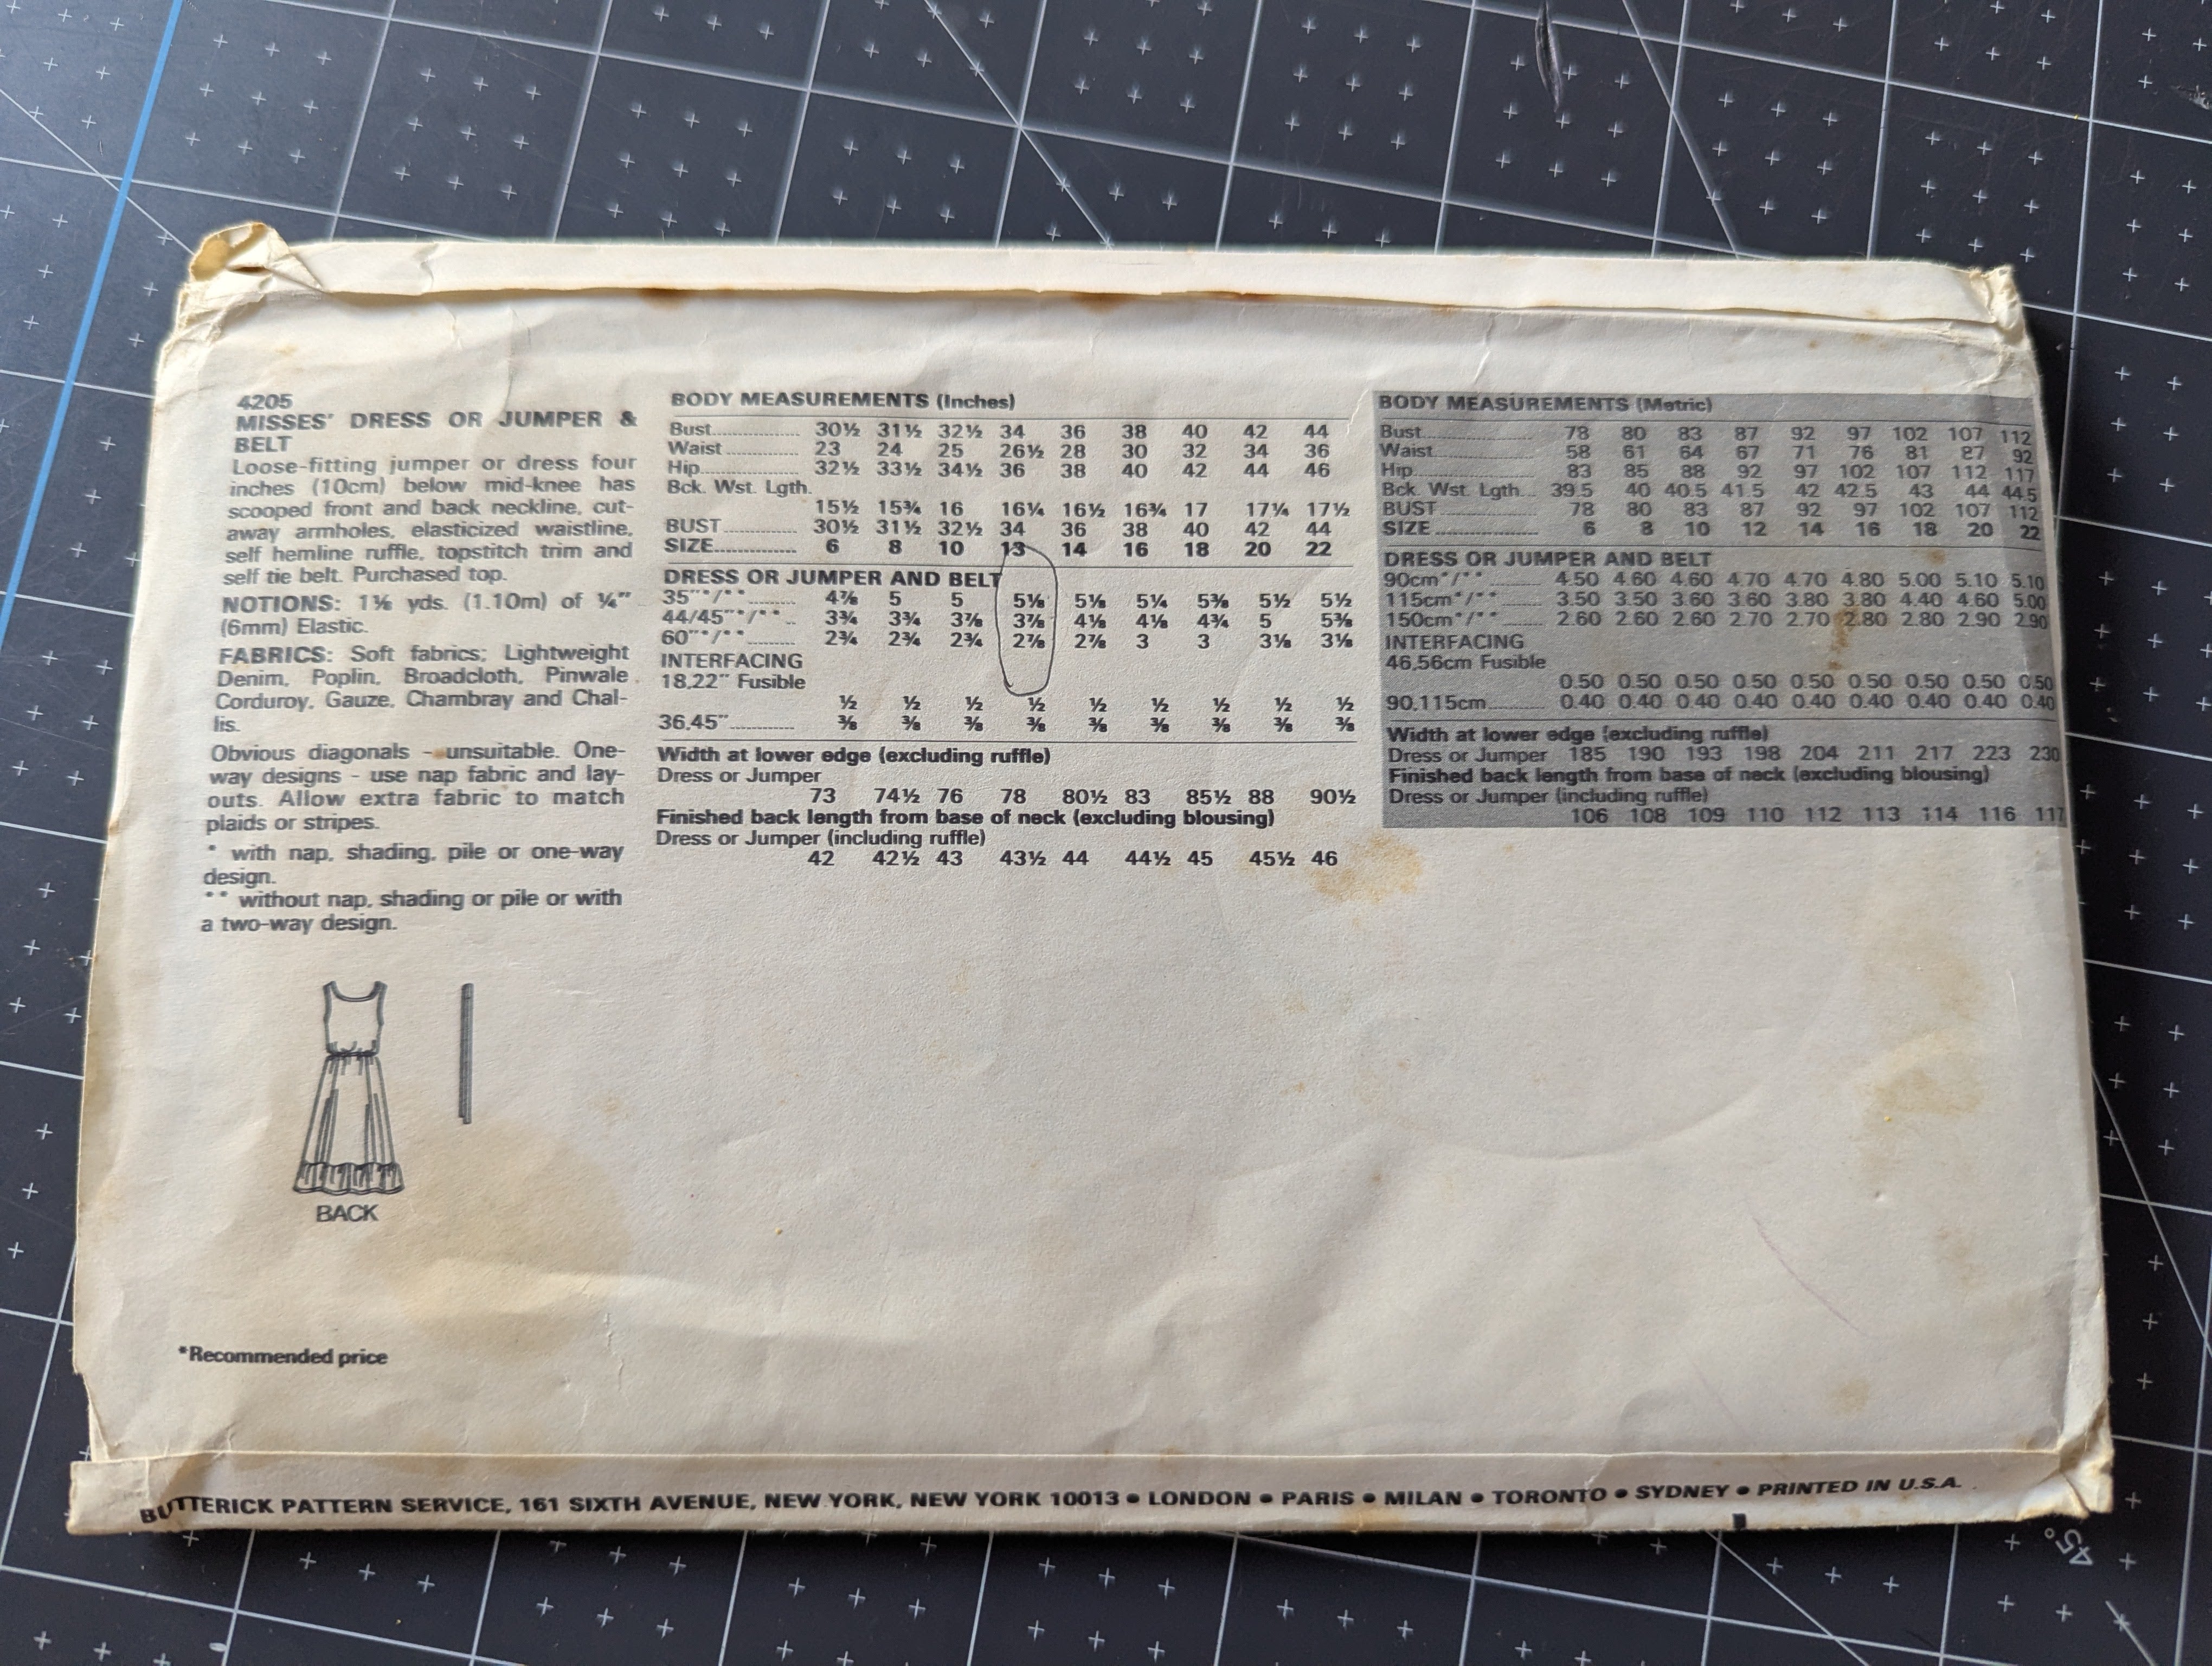 4205
MISSES' DRESS OR JUMPER &
BELT
Loose-fitting jumper or dress four
inches (10cm) below mid-knee has
scooped front and back neckline, cut-
away armholes, elasticized waistline,
self hemline ruffle, topstitch trim and
self tie belt. Purchased top.
NOTIONS: 1⅛ yds. (1.10m) of ¼"
(6mm) Elastic.
FABRICS: Soft fabrics; Lightweight
Denim, Poplin, Broadcloth, Pinwale
Corduroy, Gauze, Chambray and Chal-
lis.
Obvious diagonals - unsuitable. One-
way designs - use nap fabric and lay-
outs. Allow extra fabric to match
plaids or stripes.
* with nap, shading, pile or one-way
design.
** without nap, shading or pile or with
a two-way design.
BACK
*Recommended price
BODY MEASUREMENTS (Inches)
Bust 30½ 31½ 32½ 34 36 38 40 42 44
Waist 23 24 25 26½ 28 30 32 34 36
Hip 32½ 33½ 34½ 36 38 40 42 44 46
Bck. Wst. Lgth.
15½ 15¾ 16 16¼ 16½ 16¾ 17 17¼ 17½
BUST 30½ 31½ 32½ 34 36 38 40 42 44
SIZE 6 8 10 14 16 18 20 22
DRESS OR JUMPER AND BELT
35"*/** 4⅞ 5 5 5⅛ 5⅛ 5¼ 5⅜ 5½ 5½
44/45"*/** 3¾ 3¾ 3⅞ 3⅞ 4⅛ 4⅛ 4¾ 5 5⅜
60"*/** 2¾ 2¾ 2¾ 2⅞ 2⅞ 3 3 3⅛ 3⅛
INTERFACING
18,22" Fusible
½ ½ ½ ½ ½ ½ ½ ½ ½
36,45" ⅜ ⅜ ⅜ ⅜ ⅜ ⅜ ⅜ ⅜ ⅜
Width at lower edge (excluding ruffle)
Dress or Jumper
73 74½ 76 78 80½ 83 85½ 88 90½
Finished back length from base of neck (excluding blousing)
Dress or Jumper (including ruffle)
42 42½ 43 43½ 44 44½ 45 45½ 46
BODY MEASUREMENTS (Metric)
Bust 78 80 83 87 92 97 102 107 112
Waist 58 61 64 67 71 76 81 87 92
Hip 83 85 88 92 97 102 107 112 117
Bck. Wst. Lgth. 39.5 40 40.5 41.5 42 42.5 43 44 44.5
BUST 78 80 83 87 92 97 102 107 112
SIZE 6 8 10 12 14 16 18 20 22
DRESS OR JUMPER AND BELT
90cm*/** 4.50 4.60 4.60 4.70 4.70 4.80 5.00 5.10 5.10
115cm*/** 3.50 3.50 3.60 3.60 3.80 3.80 4.40 4.60 5.00
150cm*/** 2.60 2.60 2.60 2.70 2.70 2.80 2.80 2.90 2.90
INTERFACING
46,56cm Fusible
0.50 0.50 0.50 0.50 0.50 0.50 0.50 0.50 0.50
90,115cm 0.40 0.40 0.40 0.40 0.40 0.40 0.40 0.40 0.40
Width at lower edge (excluding ruffle)
Dress or Jumper 185 190 193 198 204 211 217 223 230
Finished back length from base of neck (excluding blousing)
Dress or Jumper (including ruffle)
106 108 109 110 112 113 114 116 117
BUTTERICK PATTERN SERVICE, 161 SIXTH AVENUE, NEW YORK, NEW YORK 10013 • LONDON • PARIS • MILAN • TORONTO • SYDNEY • PRINTED IN U.S.A.
45°